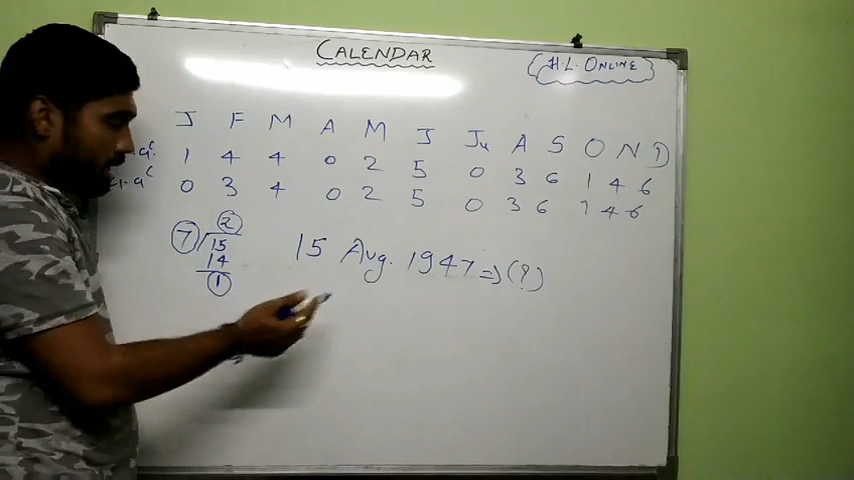 CALENDAR
H.L. ONLINE
J F M A M J Ju A S O N D
1 4 4 0 2 5 0 3 6 1 4 6
0 3 4 0 2 5 0 3 6 1 4 6
2
7 15
14
1
15 Aug. 1947 => (?)